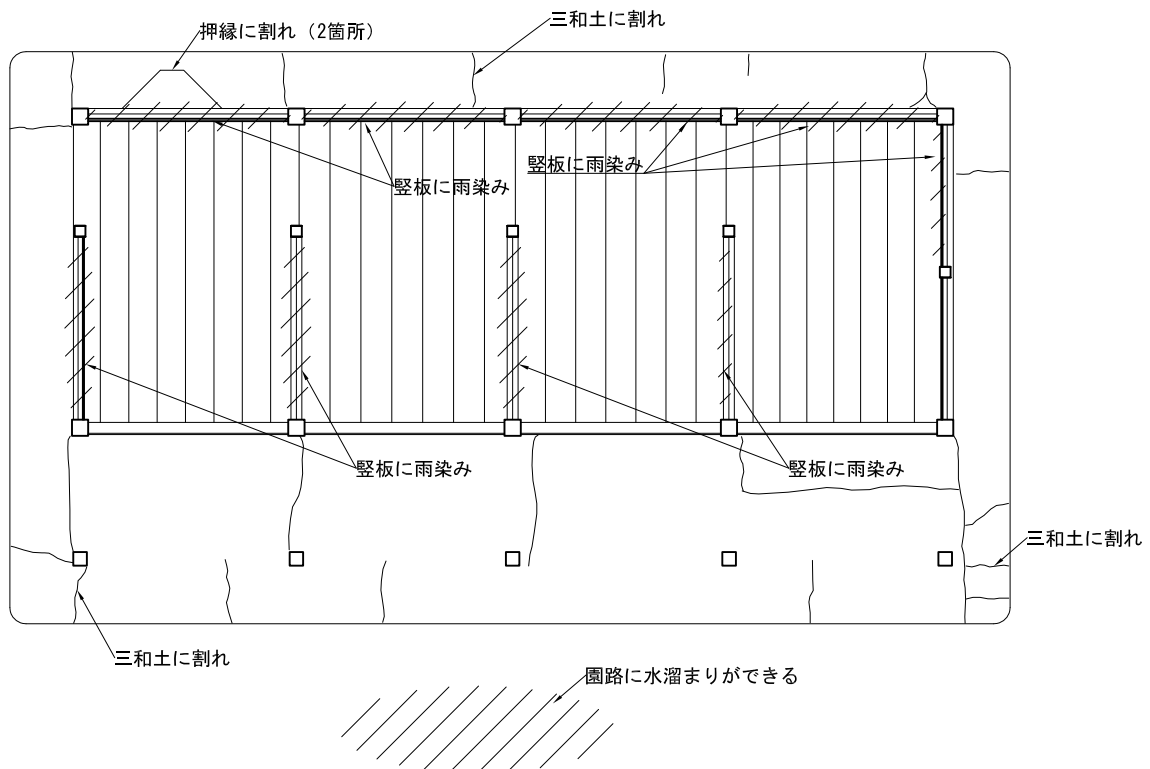 三和土に割れ
押縁に割れ（2箇所）
竪板に雨染み
竪板に雨染み
竪板に雨染み
竪板に雨染み
三和土に割れ
三和土に割れ
園路に水溜まりができる